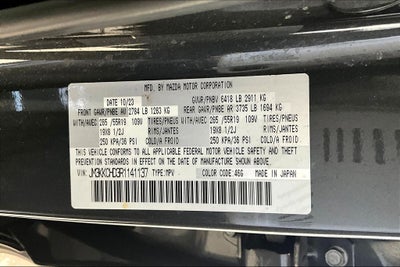 MFD. BY MAZDA MOTOR CORPORATION
DATE 10/23 GVWR/PNBV 6418 LB 2911 KG
FRONT GAWR/PNBE AV 2784 LB 1263 KG REAR GAWR/PNBE AR 3735 LB 1694 KG
WITH/AVEC 265 /55R19 109V TIRES/PNEUS WITH/AVEC 265 /55R19 109V TIRES/PNEUS
19X8 1/2J RIMS/JANTES 19X8 1/2J RIMS/JANTES
250 KPA/36 PSI COLD/A FROID 250 KPA/36 PSI COLD/A FROID
THIS VEHICLE CONFORMS TO ALL APPLICABLE FEDERAL MOTOR VEHICLE SAFETY AND
THEFT PREVENTION STANDARDS IN EFFECT ON THE DATE OF MANUFACTURE SHOWN ABOVE.
JM3KKCHD3R1141137 TYPE:MPV COLOR CODE: 46G MADE IN JAPAN